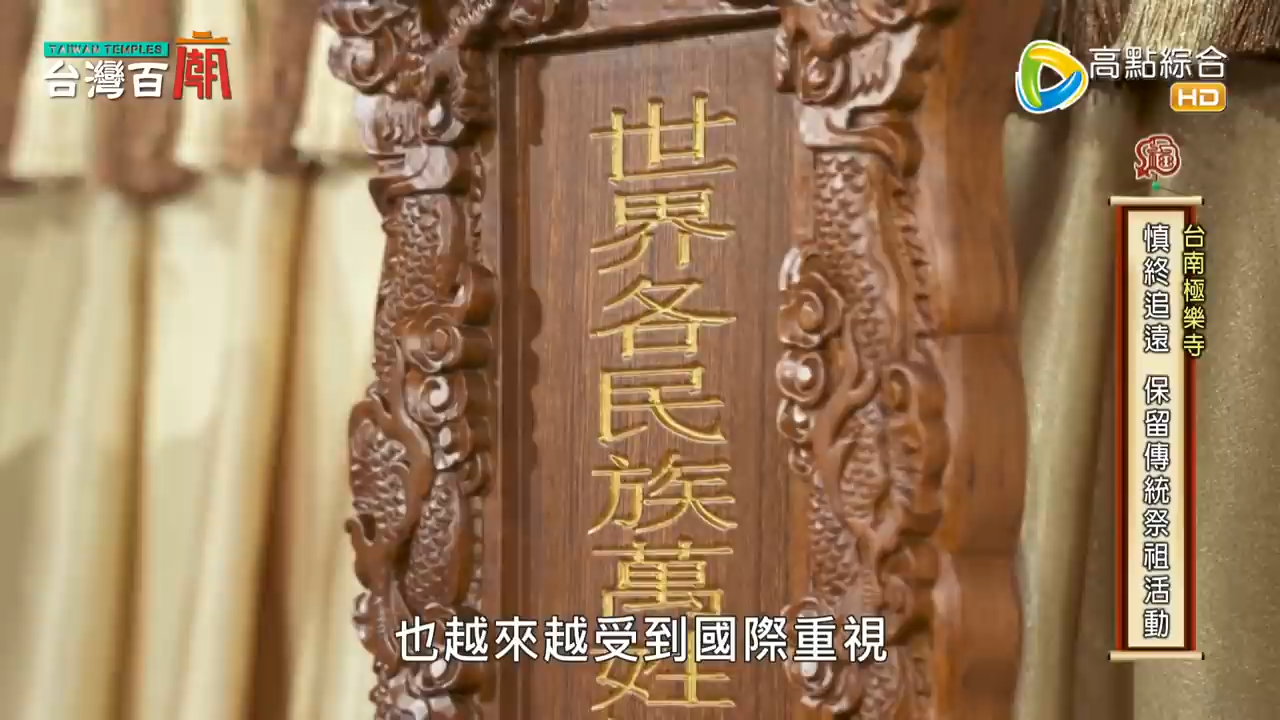 TAIWAN TEMPLES
台灣百廟
高點綜合
HD
台南極樂寺
慎終追遠 保留傳統祭祖活動
世界各民族萬姓
也越來越受到國際重視